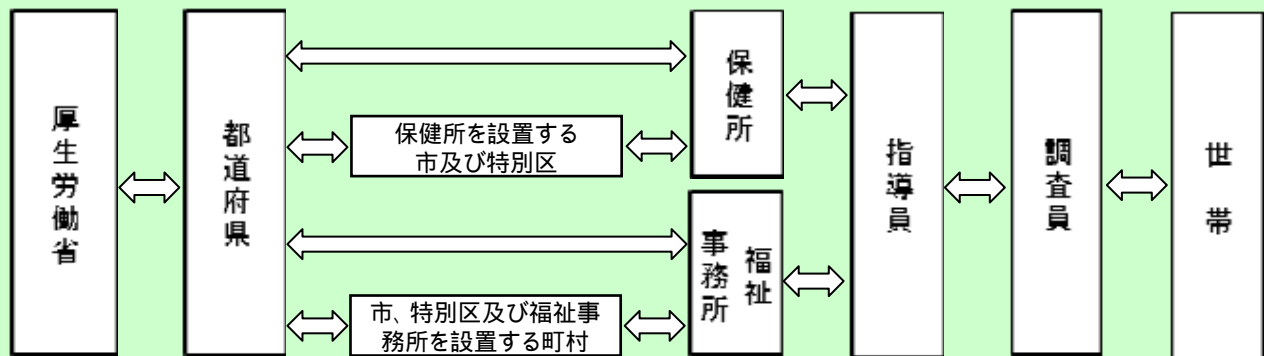 厚生労働省
都道府県
保健所を設置する
市及び特別区
市、特別区及び福祉事
務所を設置する町村
保健所
福祉
事務所
指導員
調査員
世帯